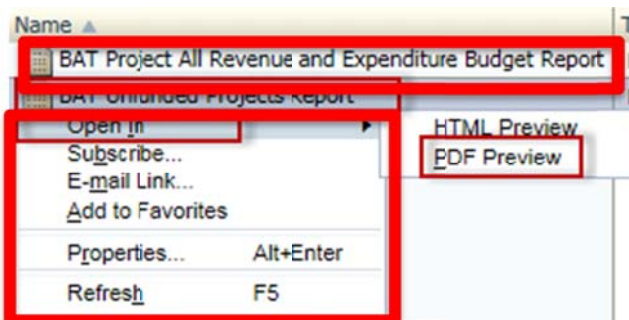 Name
BAT Project All Revenue and Expenditure Budget Report
BAT Unfunded Projects Report
Open In
HTML Preview
Subscribe...
PDF Preview
E-mail Link...
Add to Favorites
Properties... Alt+Enter
Refresh F5